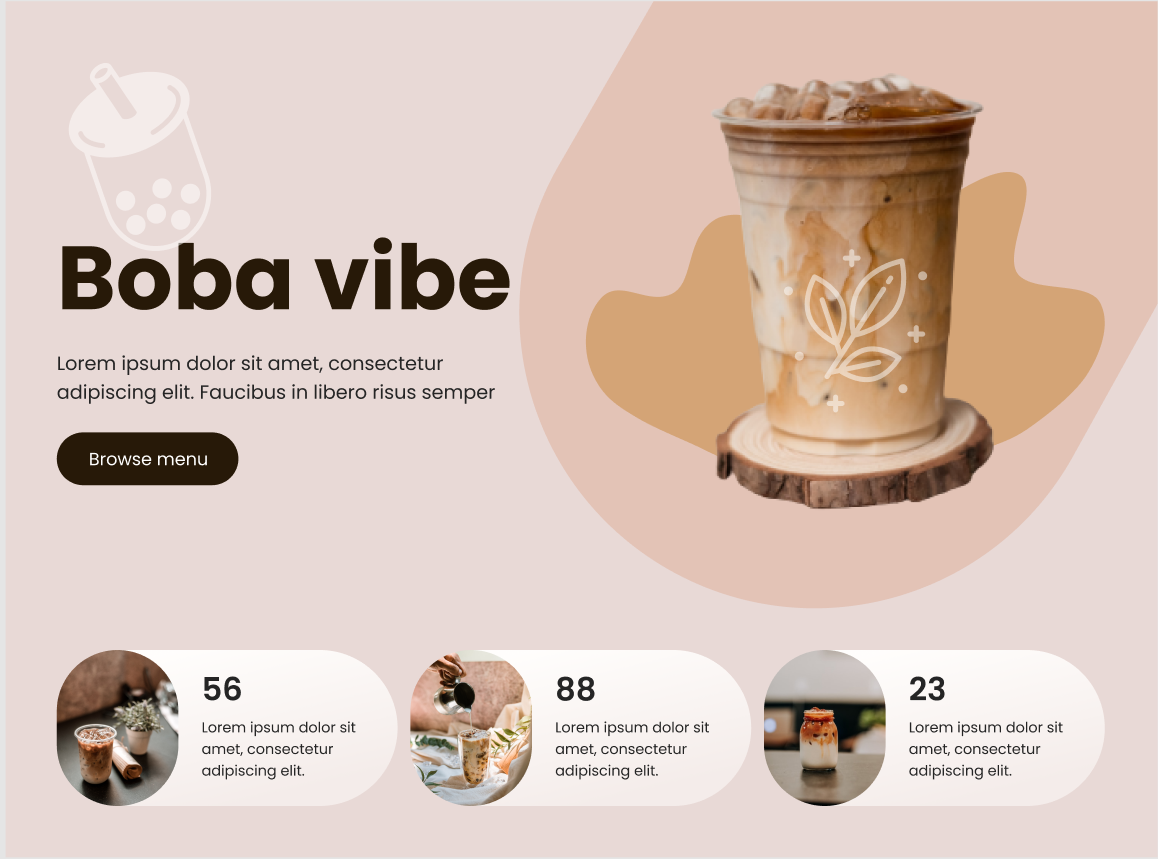 Boba vibe
Lorem ipsum dolor sit amet, consectetur
adipiscing elit. Faucibus in libero risus semper
Browse menu
56
Lorem ipsum dolor sit
amet, consectetur
adipiscing elit.
88
Lorem ipsum dolor sit
amet, consectetur
adipiscing elit.
23
Lorem ipsum dolor sit
amet, consectetur
adipiscing elit.